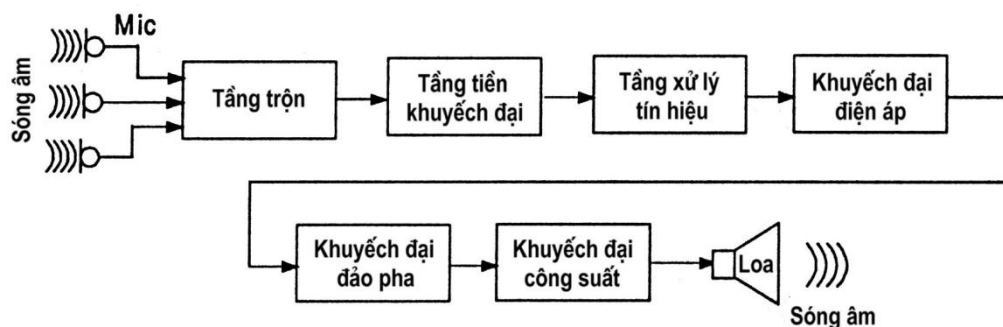 Mic
Sóng âm
Tầng trộn
Tầng tiền
khuyếch đại
Tầng xử lý
tín hiệu
Khuyếch đại
điện áp
Khuyếch đại
đảo pha
Khuyếch đại
công suất
Loa
Sóng âm